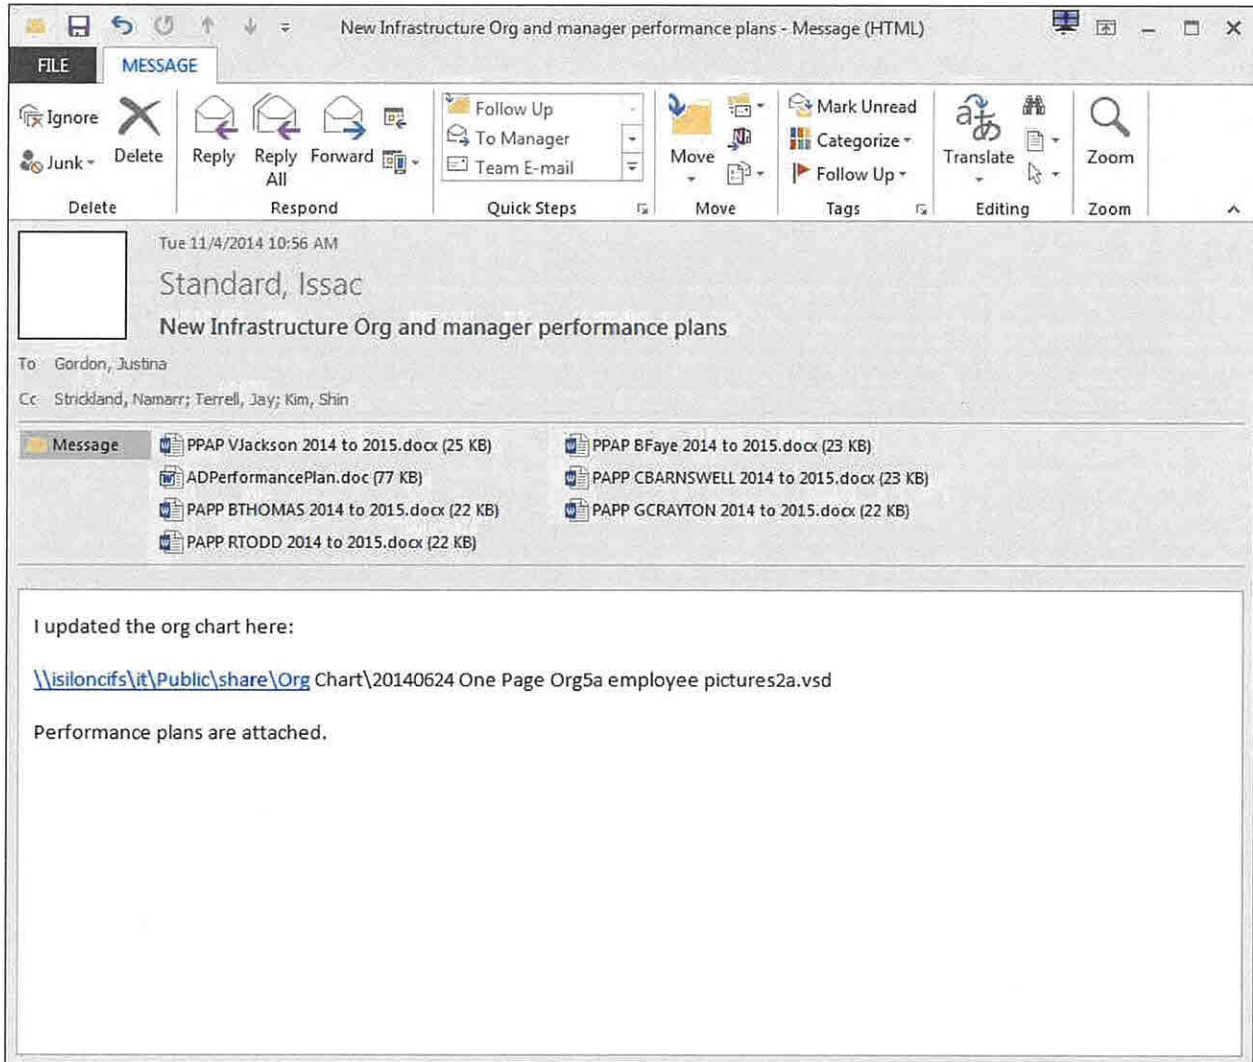 New Infrastructure Org and manager performance plans - Message (HTML)
FILE MESSAGE
Ignore
Junk
Delete
Delete
Reply
Reply All
Forward
Respond
Follow Up
To Manager
Team E-mail
Quick Steps
Move
Move
Mark Unread
Categorize
Follow Up
Tags
Translate
Editing
Zoom
Zoom
Tue 11/4/2014 10:56 AM
Standard, Issac
New Infrastructure Org and manager performance plans
To Gordon, Justina
Cc Strickland, Namarr; Terrell, Jay; Kim, Shin
Message
PPAP VJackson 2014 to 2015.docx (25 KB) PPAP BFaye 2014 to 2015.docx (23 KB)
ADPerformancePlan.doc (77 KB) PAPP CBARNSWELL 2014 to 2015.docx (23 KB)
PAPP BTHOMAS 2014 to 2015.docx (22 KB) PAPP GCRAYTON 2014 to 2015.docx (22 KB)
PAPP RTODD 2014 to 2015.docx (22 KB)
I updated the org chart here:
\\isiloncifs\it\Public\share\Org Chart\20140624 One Page Org5a employee pictures2a.vsd
Performance plans are attached.